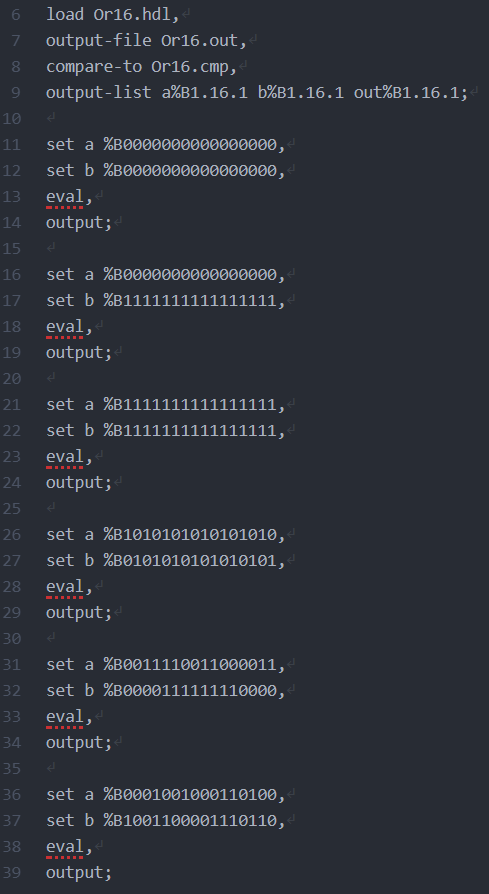 6 load Or16.hdl,
7 output-file Or16.out,
8 compare-to Or16.cmp,
9 output-list a%B1.16.1 b%B1.16.1 out%B1.16.1;
10
11 set a %B0000000000000000,
12 set b %B0000000000000000,
13 eval,
14 output;
15
16 set a %B0000000000000000,
17 set b %B1111111111111111,
18 eval,
19 output;
20
21 set a %B1111111111111111,
22 set b %B1111111111111111,
23 eval,
24 output;
25
26 set a %B1010101010101010,
27 set b %B0101010101010101,
28 eval,
29 output;
30
31 set a %B0011110011000011,
32 set b %B0000111111110000,
33 eval,
34 output;
35
36 set a %B0001001000110100,
37 set b %B1001100001110110,
38 eval,
39 output;